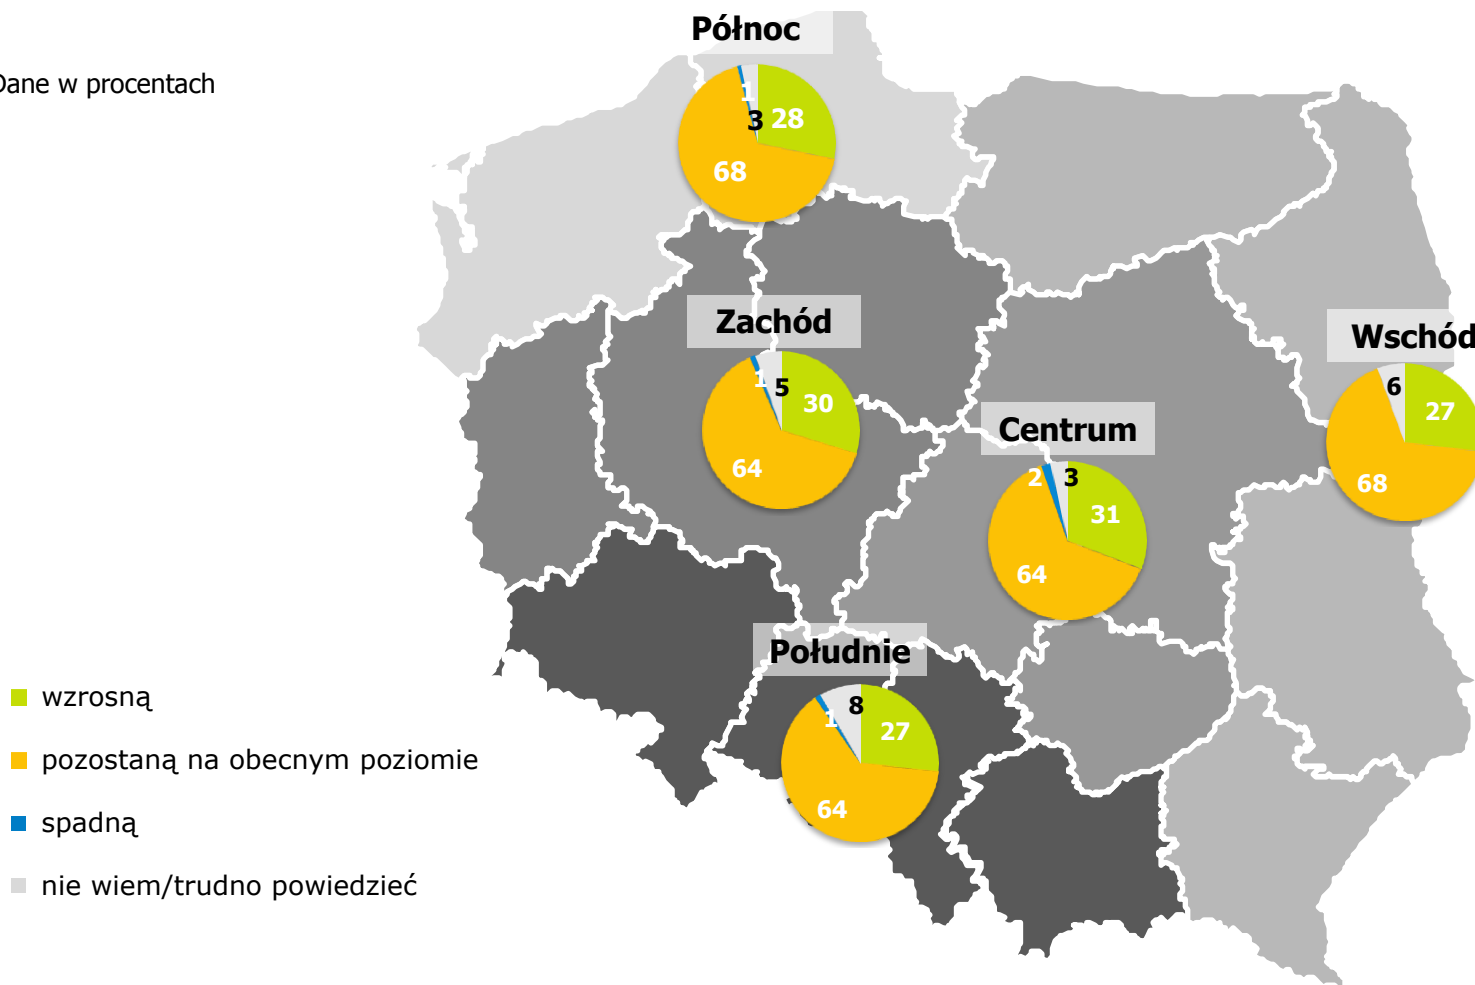 Północ
Dane w procentach
1
3
28
68
Zachód
1
5
30
64
Wschód
6
27
68
Centrum
2
3
31
64
Południe
1
8
27
64
wzrosną
pozostaną na obecnym poziomie
spadną
nie wiem/trudno powiedzieć